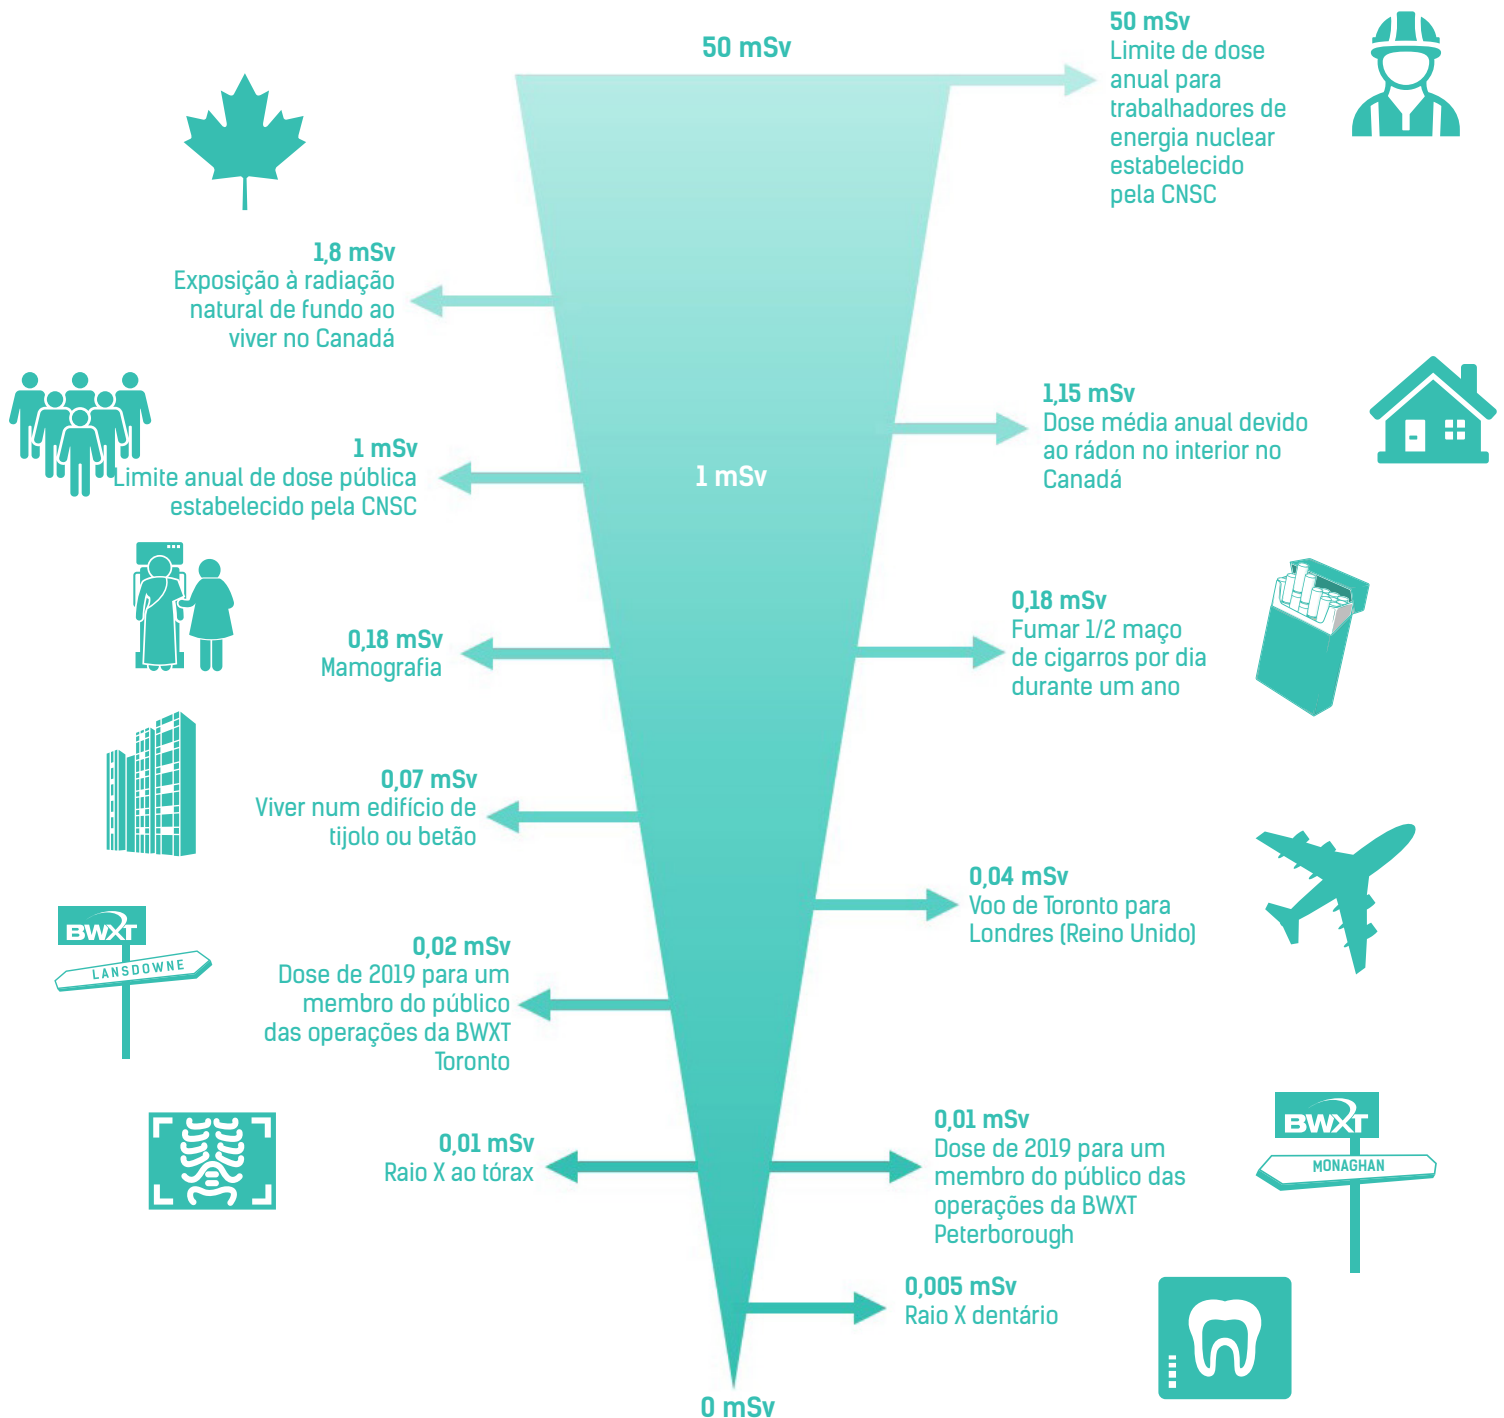 50 mSv
50 mSv
Limite de dose
anual para
trabalhadores de
energia nuclear
estabelecido
pela CNSC
1,8 mSv
Exposição à radiação
natural de fundo ao
viver no Canadá
1,15 mSv
Dose média anual devido
ao rádon no interior no
Canadá
1 mSv
Limite anual de dose pública
estabelecido pela CNSC
1 mSv
0,18 mSv
Mamografia
0,18 mSv
Fumar 1/2 maço
de cigarros por dia
durante um ano
0,07 mSv
Viver num edifício de
tijolo ou betão
0,04 mSv
Voo de Toronto para
Londres (Reino Unido)
BWXT
LANSDOWNE
0,02 mSv
Dose de 2019 para um
membro do público
das operações da BWXT
Toronto
0,01 mSv
Raio X ao tórax
0,01 mSv
Dose de 2019 para um
membro do público das
operações da BWXT
Peterborough
BWXT
MONAGHAN
0,005 mSv
Raio X dentário
0 mSv